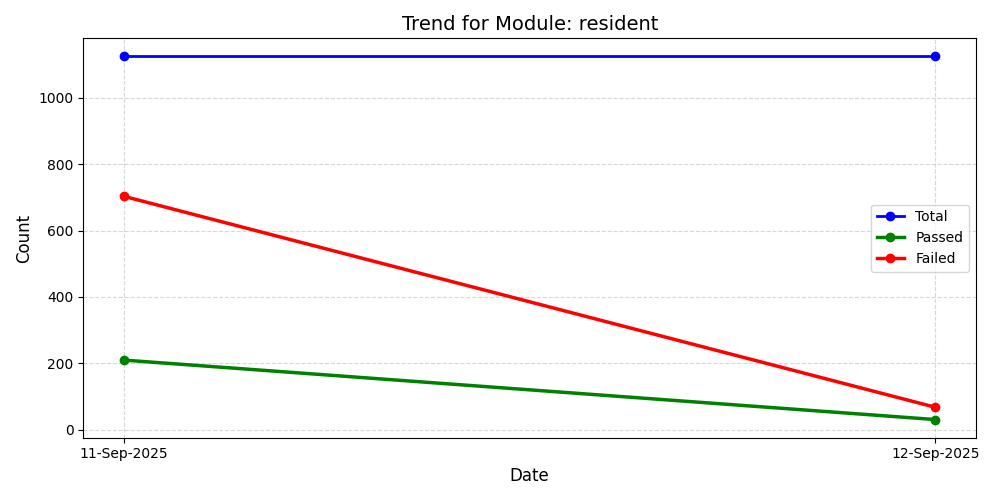 Trend for Module: resident
1000
800
600
400
200
0
Count
Total
Passed
Failed
11-Sep-2025
12-Sep-2025
Date